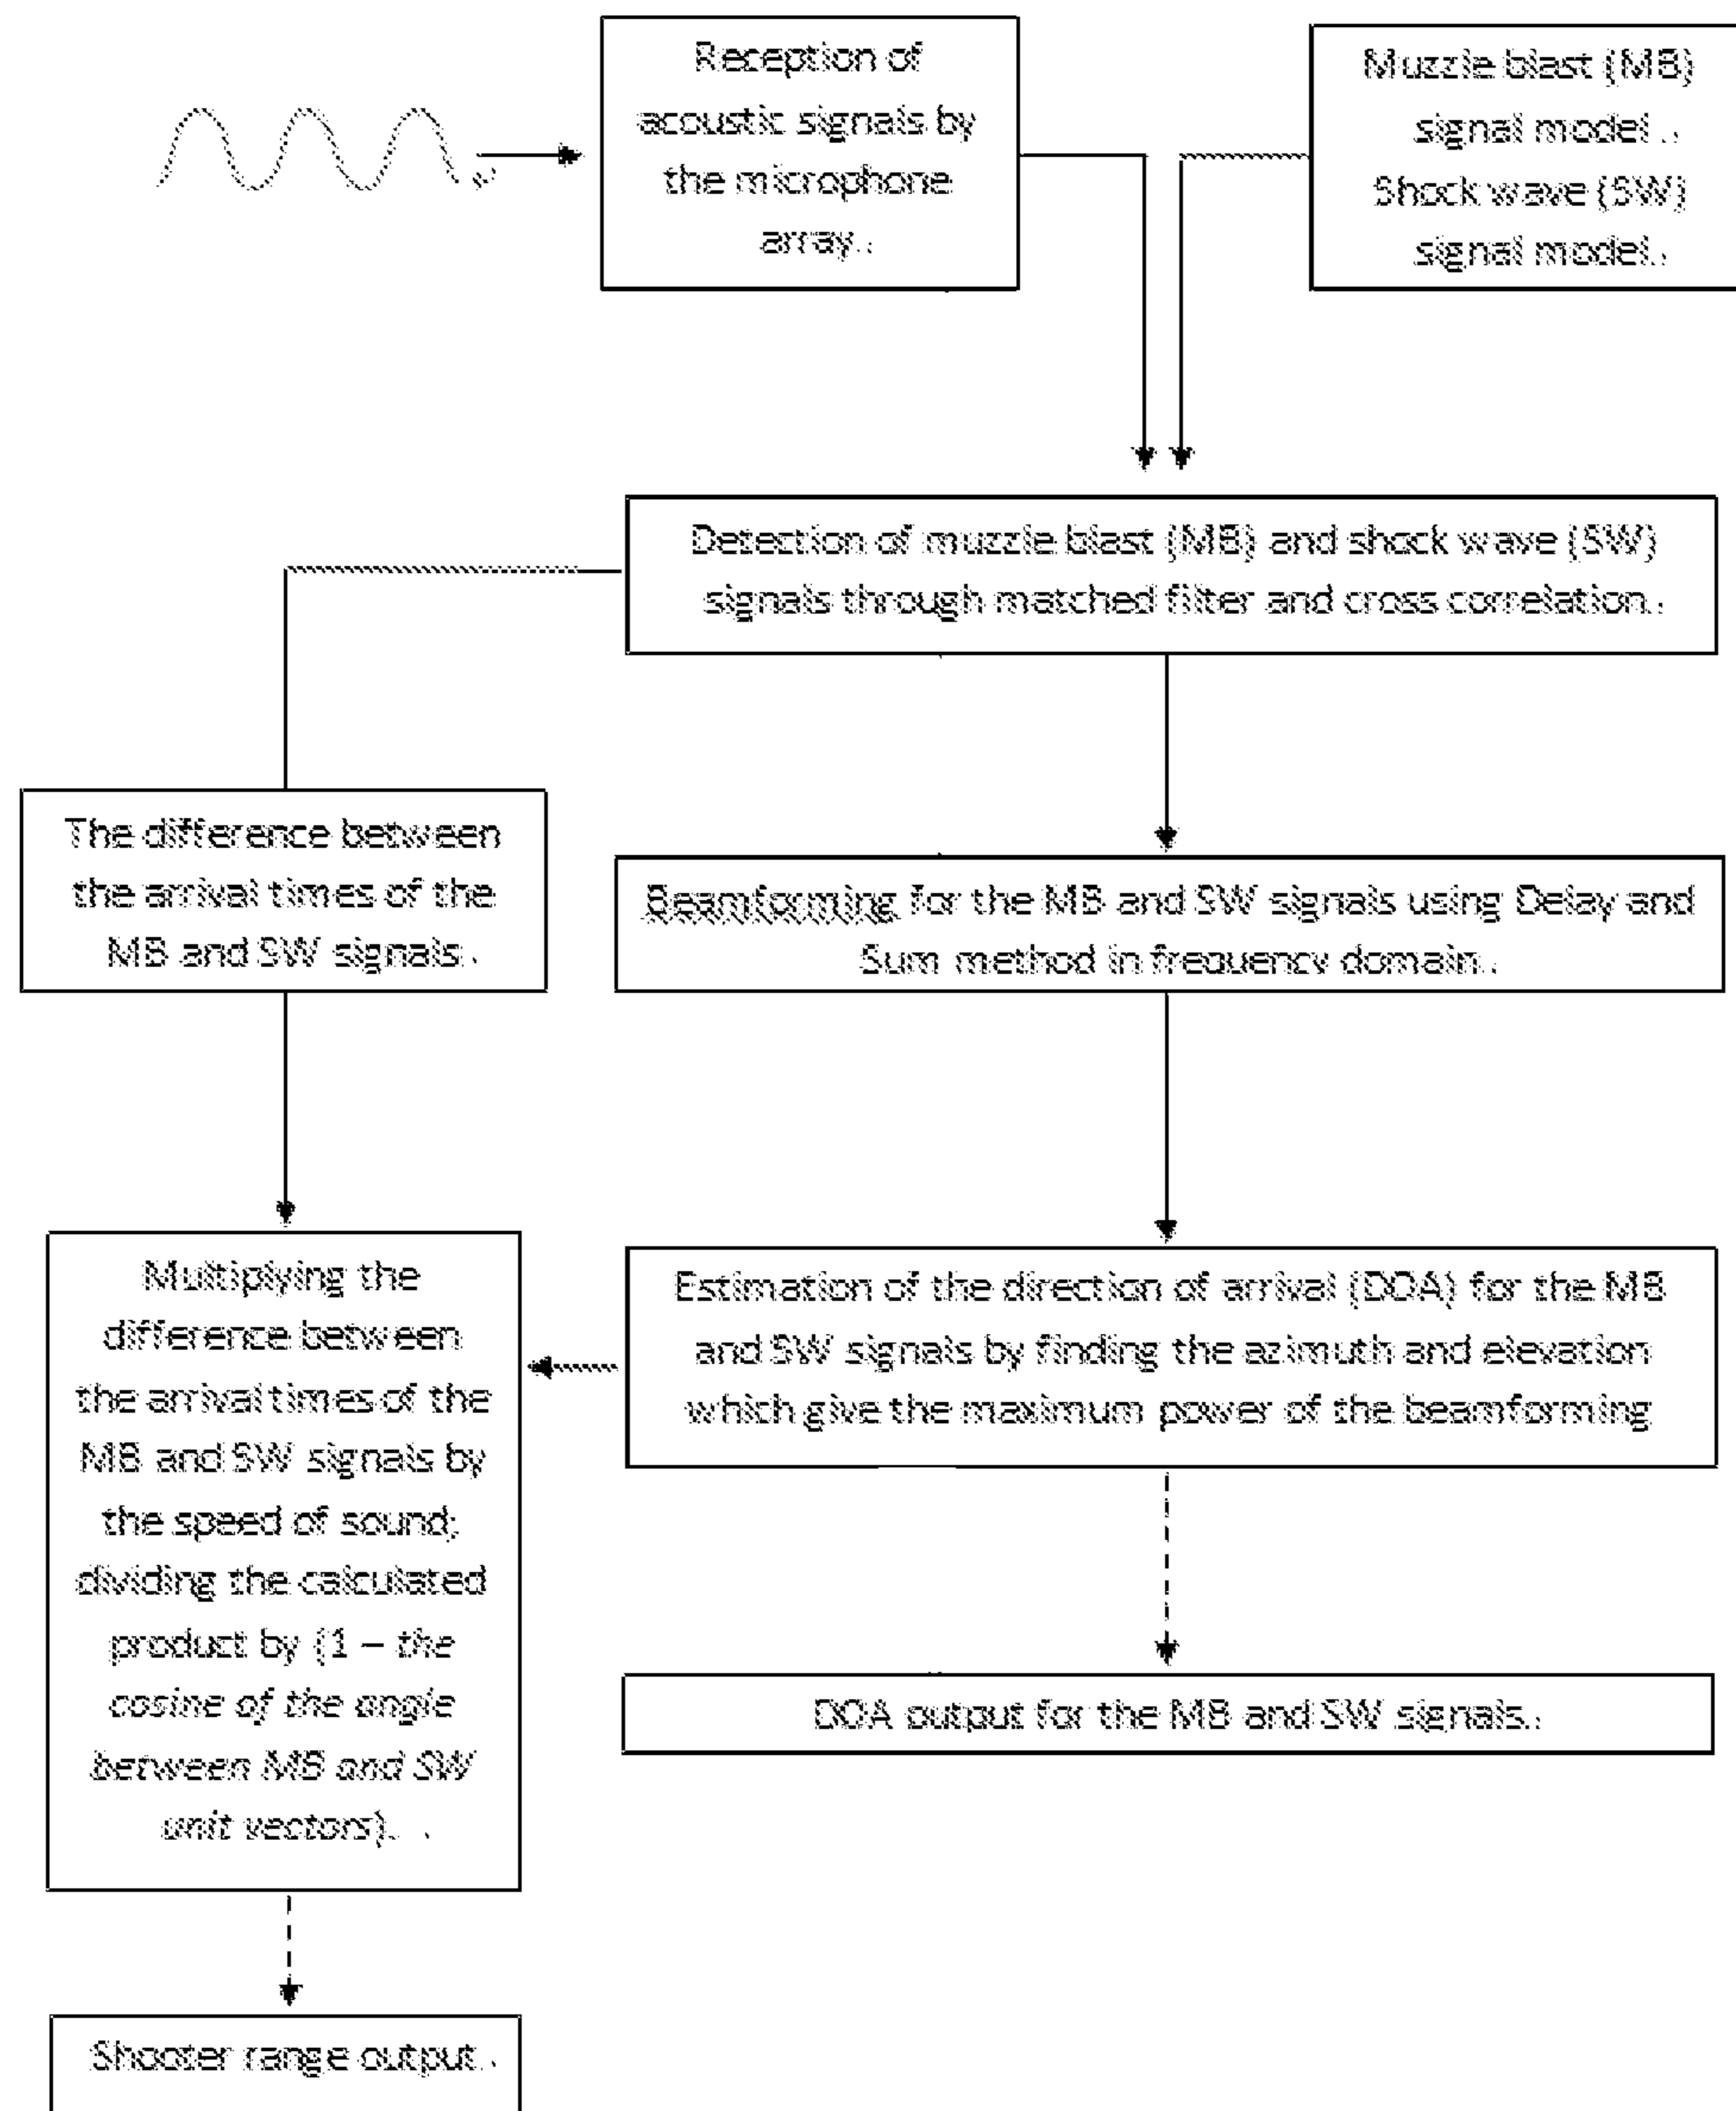 Reception of
acoustic signals by
the microphone
array.
Muzzle blast (MB)
signal model.
Shock wave (SW)
signal model.
Detection of muzzle blast (MB) and shock wave (SW)
signals through matched filter and cross correlation.
The difference between
the arrival times of the
MB and SW signals.
Beamforming for the MB and SW signals using Delay and
Sum method in frequency domain.
Multiplying the
difference between
the arrival times of the
MB and SW signals by
the speed of sound;
dividing the calculated
product by (1 – the
cosine of the angle
between MB and SW
unit vectors).
Estimation of the direction of arrival (DOA) for the MB
and SW signals by finding the azimuth and elevation
which give the maximum power of the beamforming
DOA output for the MB and SW signals.
Shooter range output.